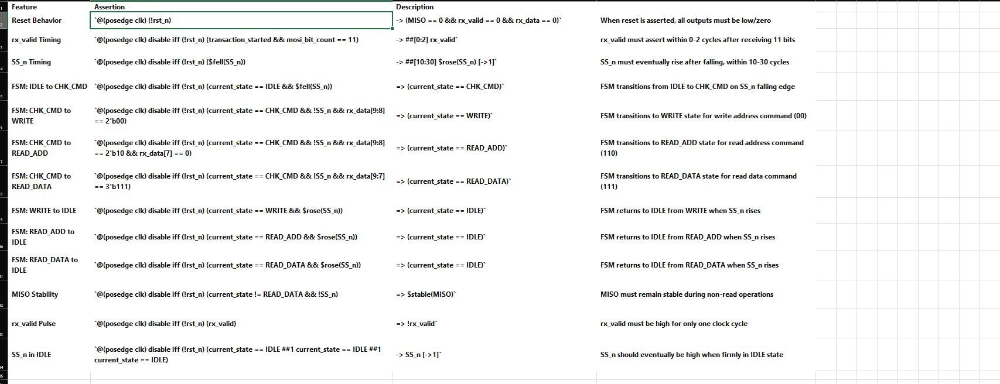 Feature Assertion Description
1
2 Reset Behavior `@(posedge clk) (!rst_n) -> (MISO == 0 && rx_valid == 0 && rx_data == 0)` When reset is asserted, all outputs must be low/zero
3 rx_valid Timing `@(posedge clk) disable iff (!rst_n) (transaction_started && mosi_bit_count == 11) -> ##[0:2] rx_valid` rx_valid must assert within 0-2 cycles after receiving 11 bits
4 SS_n Timing `@(posedge clk) disable iff (!rst_n) ($fell(SS_n)) -> ##[10:30] $rose(SS_n) [->1]` SS_n must eventually rise after falling, within 10-30 cycles
5 FSM: IDLE to CHK_CMD `@(posedge clk) disable iff (!rst_n) (current_state == IDLE && $fell(SS_n)) => (current_state == CHK_CMD)` FSM transitions from IDLE to CHK_CMD on SS_n falling edge
FSM: CHK_CMD to `@(posedge clk) disable iff (!rst_n) (current_state == CHK_CMD && !SS_n && rx_data[9:8]
6 WRITE == 2'b00) => (current_state == WRITE)` FSM transitions to WRITE state for write address command (00)
FSM: CHK_CMD to `@(posedge clk) disable iff (!rst_n) (current_state == CHK_CMD && !SS_n && rx_data[9:8] FSM transitions to READ_ADD state for read address command
7 READ_ADD == 2'b10 && rx_data[7] == 0) => (current_state == READ_ADD)` (110)
FSM: CHK_CMD to `@(posedge clk) disable iff (!rst_n) (current_state == CHK_CMD && !SS_n && rx_data[9:7] FSM transitions to READ_DATA state for read data command
8 READ_DATA == 3'b111) => (current_state == READ_DATA)` (111)
9 FSM: WRITE to IDLE `@(posedge clk) disable iff (!rst_n) (current_state == WRITE && $rose(SS_n)) => (current_state == IDLE)` FSM returns to IDLE from WRITE when SS_n rises
FSM: READ_ADD to
10 IDLE `@(posedge clk) disable iff (!rst_n) (current_state == READ_ADD && $rose(SS_n)) => (current_state == IDLE)` FSM returns to IDLE from READ_ADD when SS_n rises
FSM: READ_DATA to
11 IDLE `@(posedge clk) disable iff (!rst_n) (current_state == READ_DATA && $rose(SS_n)) => (current_state == IDLE)` FSM returns to IDLE from READ_DATA when SS_n rises
12 MISO Stability `@(posedge clk) disable iff (!rst_n) (current_state != READ_DATA && !SS_n) => $stable(MISO)` MISO must remain stable during non-read operations
13 rx_valid Pulse `@(posedge clk) disable iff (!rst_n) (rx_valid) => !rx_valid` rx_valid must be high for only one clock cycle
`@(posedge clk) disable iff (!rst_n) (current_state == IDLE ##1 current_state == IDLE ##1
14 SS_n in IDLE current_state == IDLE) -> SS_n [->1]` SS_n should eventually be high when firmly in IDLE state
15